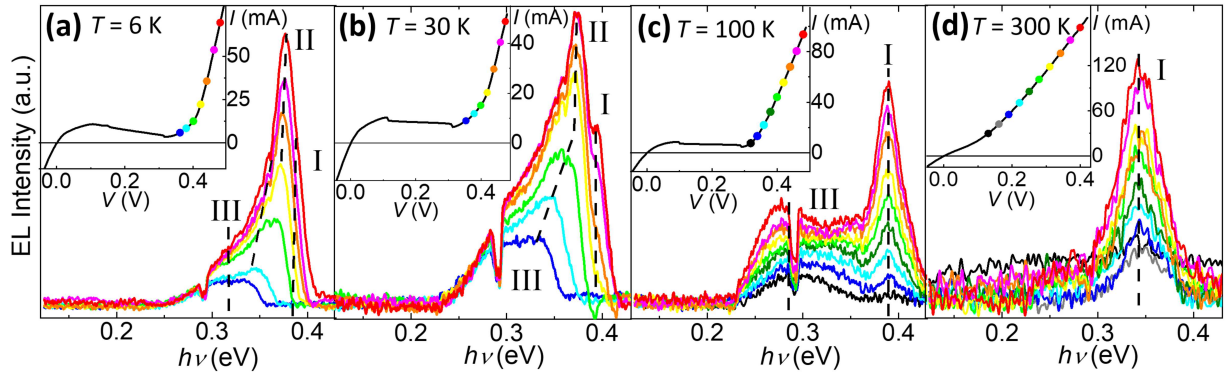 EL Intensity (a.u.)
(a) T = 6 K
I (mA)
50
25
0
0.0 0.2 0.4
V (V)
II
I
III
0.2 0.3 0.4
hν (eV)
(b) T = 30 K
I (mA)
40
20
0
0.0 0.2 0.4
V (V)
II
I
III
0.2 0.3 0.4
hν (eV)
(c) T = 100 K
I (mA)
80
40
0
0.0 0.2 0.4
V (V)
I
III
0.2 0.3 0.4
hν (eV)
(d) T = 300 K
I (mA)
120
80
40
0
0.0 0.2 0.4
V (V)
I
0.2 0.3 0.4
hν (eV)